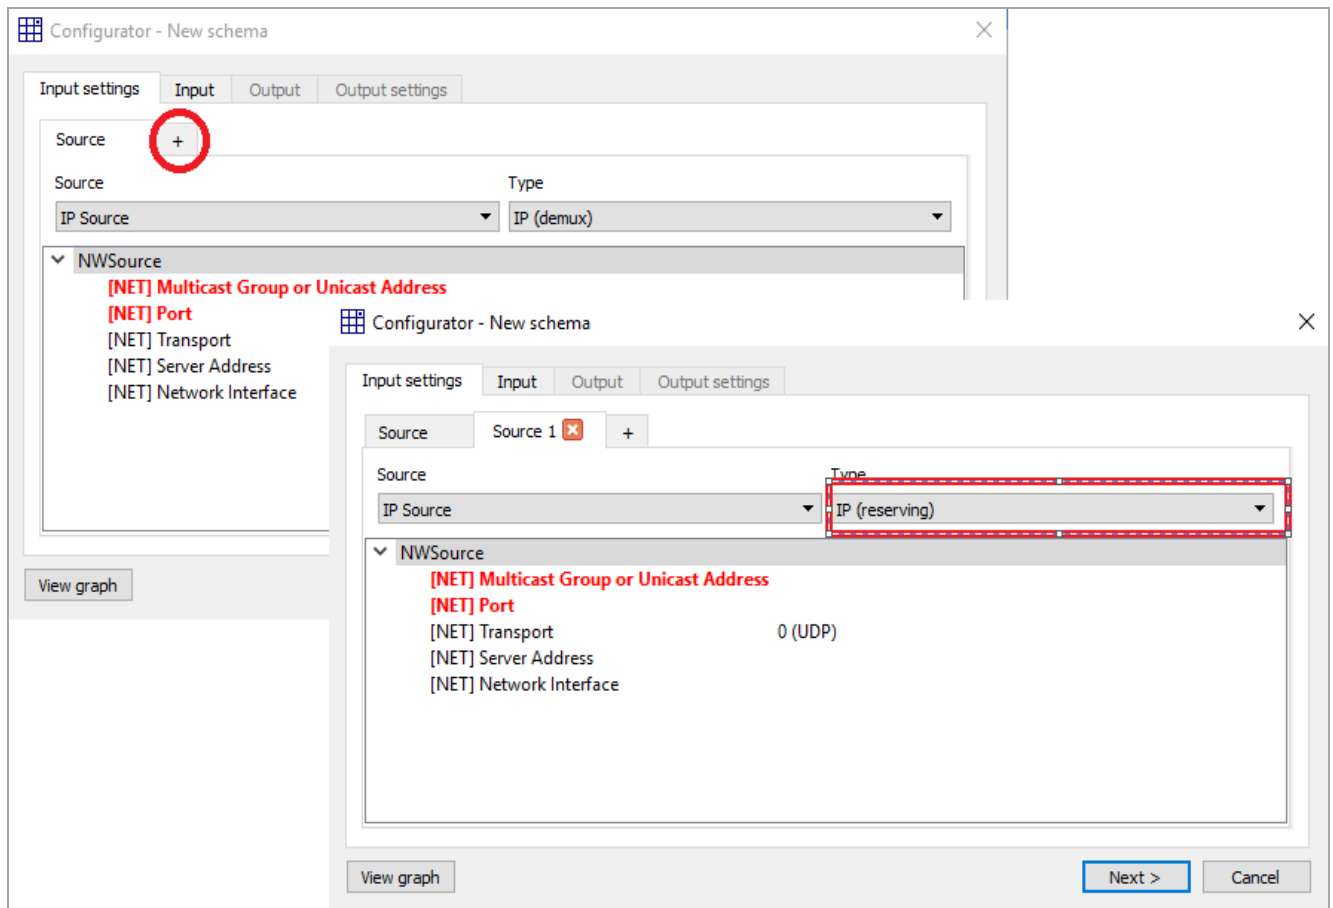 Configurator - New schema
Input settings Input Output Output settings
Source +
Source Type
IP Source IP (demux)
NWSource
[NET] Multicast Group or Unicast Address
[NET] Port
[NET] Transport
[NET] Server Address
[NET] Network Interface
View graph
Configurator - New schema
Input settings Input Output Output settings
Source Source 1 +
Source Type
IP Source IP (reserving)
NWSource
[NET] Multicast Group or Unicast Address
[NET] Port
[NET] Transport 0 (UDP)
[NET] Server Address
[NET] Network Interface
View graph Next > Cancel